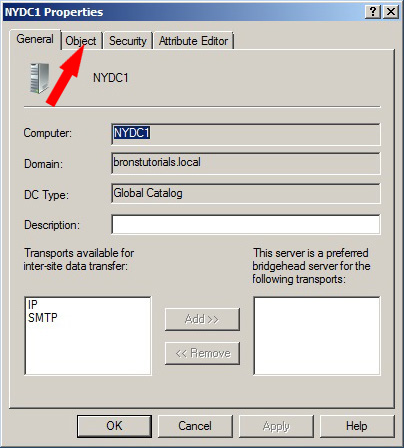 NYDC1 Properties
General Object Security Attribute Editor
NYDC1
Computer: NYDC1
Domain: bronstutorials.local
DC Type: Global Catalog
Description:
Transports available for
inter-site data transfer:
IP
SMTP
Add >>
<< Remove
This server is a preferred
bridgehead server for the
following transports:
OK Cancel Apply Help